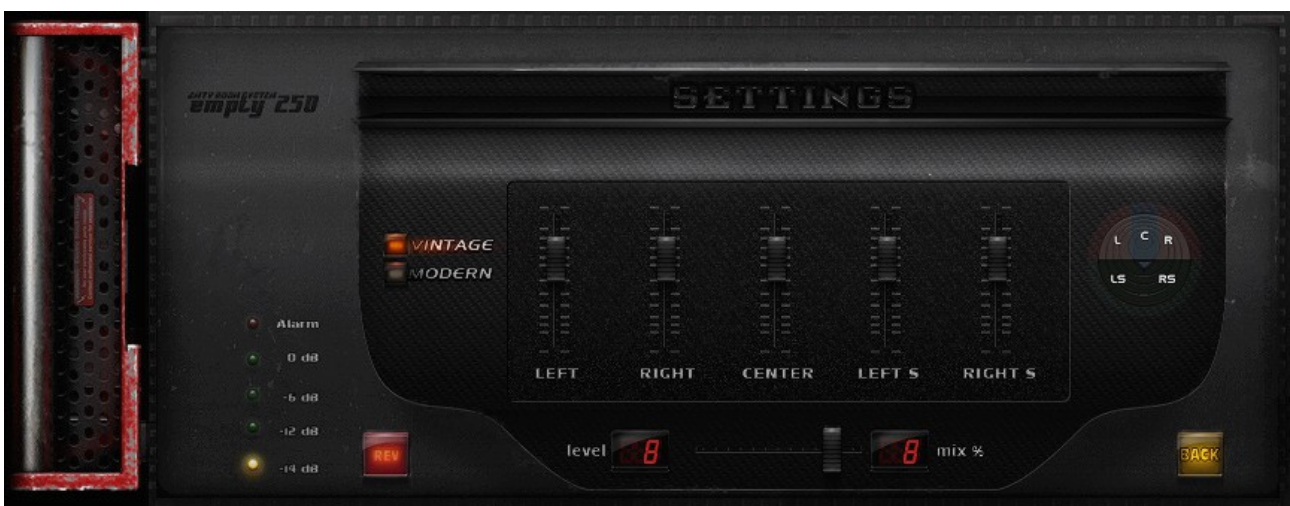 SETTINGS
empty 250
VINTAGE
MODERN
L C R
LS RS
Alarm
0 dB
-6 dB
-12 dB
-14 dB
LEFT RIGHT CENTER LEFT S RIGHT S
REV
level 8 8 mix %
BACK